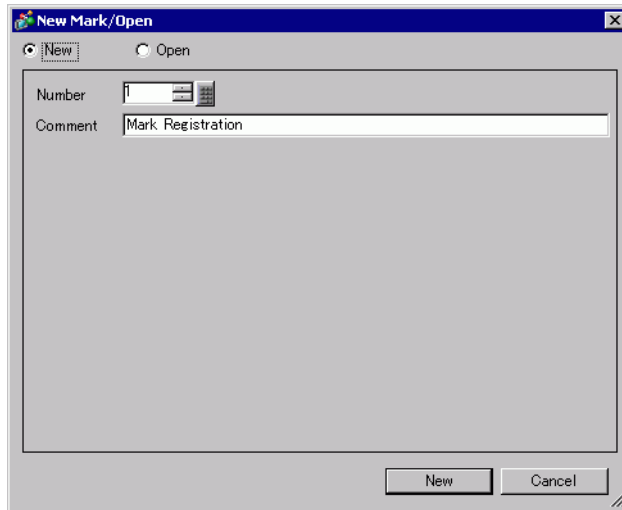 New Mark/Open
New Open
Number 1
Comment Mark Registration
New Cancel